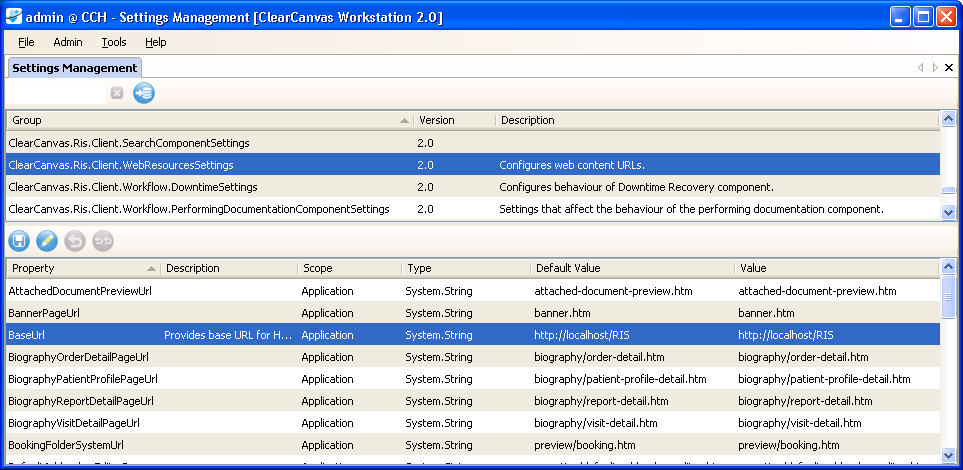 admin @ CCH - Settings Management [ClearCanvas Workstation 2.0]
File Admin Tools Help
Settings Management
Group Version Description
ClearCanvas.Ris.Client.SearchComponentSettings 2.0
ClearCanvas.Ris.Client.WebResourcesSettings 2.0 Configures web content URLs.
ClearCanvas.Ris.Client.Workflow.DowntimeSettings 2.0 Configures behaviour of Downtime Recovery component.
ClearCanvas.Ris.Client.Workflow.PerformingDocumentationComponentSettings 2.0 Settings that affect the behaviour of the performing documentation component.
Property Description Scope Type Default Value Value
AttachedDocumentPreviewUrl Application System.String attached-document-preview.htm attached-document-preview.htm
BannerPageUrl Application System.String banner.htm banner.htm
BaseUrl Provides base URL for H... Application System.String http://localhost/RIS http://localhost/RIS
BiographyOrderDetailPageUrl Application System.String biography/order-detail.htm biography/order-detail.htm
BiographyPatientProfilePageUrl Application System.String biography/patient-profile-detail.htm biography/patient-profile-detail.htm
BiographyReportDetailPageUrl Application System.String biography/report-detail.htm biography/report-detail.htm
BiographyVisitDetailPageUrl Application System.String biography/visit-detail.htm biography/visit-detail.htm
BookingFolderSystemUrl Application System.String preview/booking.htm preview/booking.htm